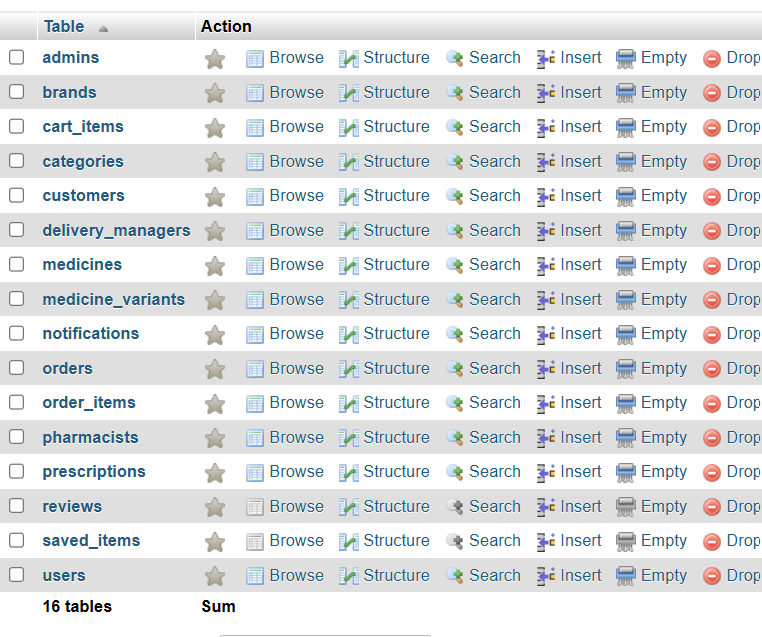 Table Action
admins Browse Structure Search Insert Empty Drop
brands Browse Structure Search Insert Empty Drop
cart_items Browse Structure Search Insert Empty Drop
categories Browse Structure Search Insert Empty Drop
customers Browse Structure Search Insert Empty Drop
delivery_managers Browse Structure Search Insert Empty Drop
medicines Browse Structure Search Insert Empty Drop
medicine_variants Browse Structure Search Insert Empty Drop
notifications Browse Structure Search Insert Empty Drop
orders Browse Structure Search Insert Empty Drop
order_items Browse Structure Search Insert Empty Drop
pharmacists Browse Structure Search Insert Empty Drop
prescriptions Browse Structure Search Insert Empty Drop
reviews Browse Structure Search Insert Empty Drop
saved_items Browse Structure Search Insert Empty Drop
users Browse Structure Search Insert Empty Drop
16 tables Sum